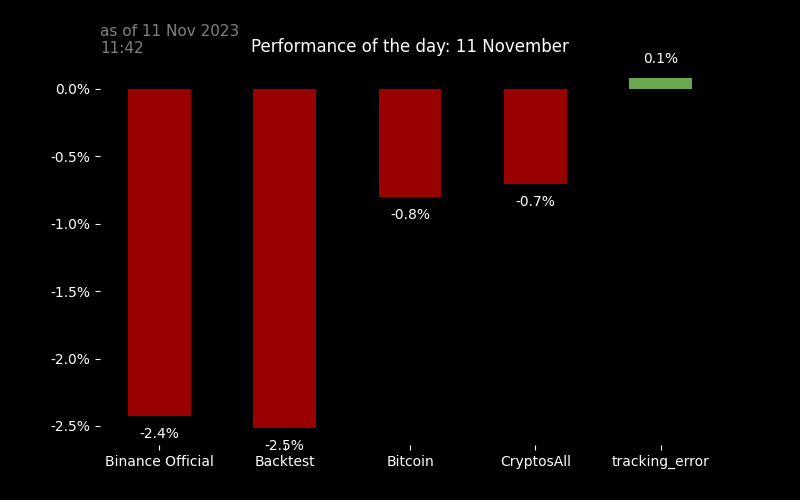 as of 11 Nov 2023
11:42
Performance of the day: 11 November
0.1%
0.0%
-0.5%
-0.7%
-0.8%
-1.0%
-1.5%
-2.0%
-2.5%
-2.4%
-2.5%
Binance Official
Backtest
Bitcoin
CryptosAll
tracking_error